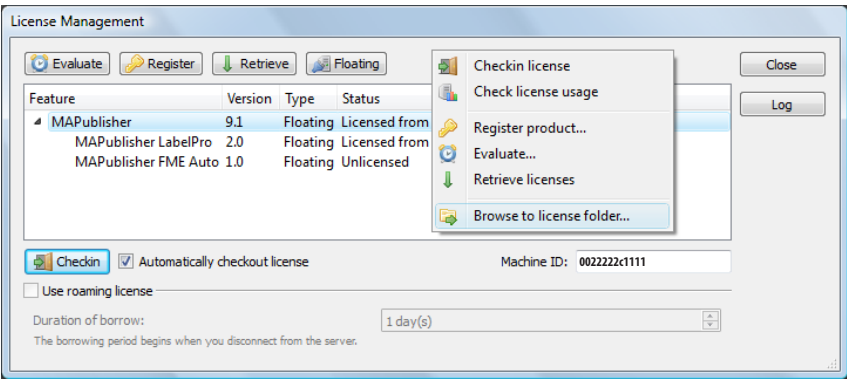 License Management
Evaluate Register Retrieve Floating
Close
Log
Feature Version Type Status
MAPublisher 9.1 Floating Licensed from
MAPublisher LabelPro 2.0 Floating Licensed from
MAPublisher FME Auto 1.0 Floating Unlicensed
Checkin license
Check license usage
Register product...
Evaluate...
Retrieve licenses
Browse to license folder...
Checkin Automatically checkout license Machine ID: 0022222c1111
Use roaming license
Duration of borrow: 1 day(s)
The borrowing period begins when you disconnect from the server.